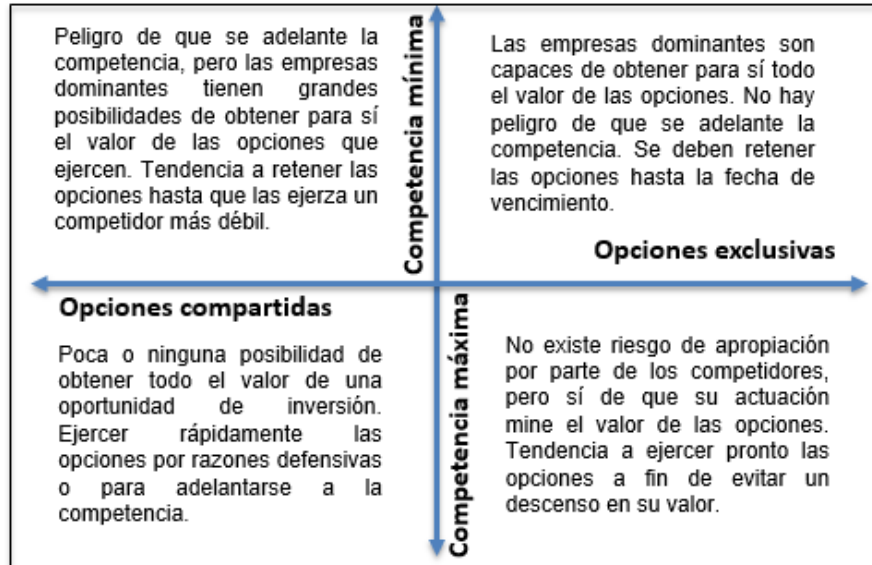 Peligro de que se adelante la
competencia, pero las empresas
dominantes tienen grandes
posibilidades de obtener para sí
el valor de las opciones que
ejercen. Tendencia a retener las
opciones hasta que las ejerza un
competidor más débil.
Competencia mínima
Las empresas dominantes son
capaces de obtener para sí todo
el valor de las opciones. No hay
peligro de que se adelante la
competencia. Se deben retener
las opciones hasta la fecha de
vencimiento.
Opciones exclusivas
Opciones compartidas
Poca o ninguna posibilidad de
obtener todo el valor de una
oportunidad de inversión.
Ejercer rápidamente las
opciones por razones defensivas
o para adelantarse a la
competencia.
Competencia máxima
No existe riesgo de apropiación
por parte de los competidores,
pero sí de que su actuación
mine el valor de las opciones.
Tendencia a ejercer pronto las
opciones a fin de evitar un
descenso en su valor.